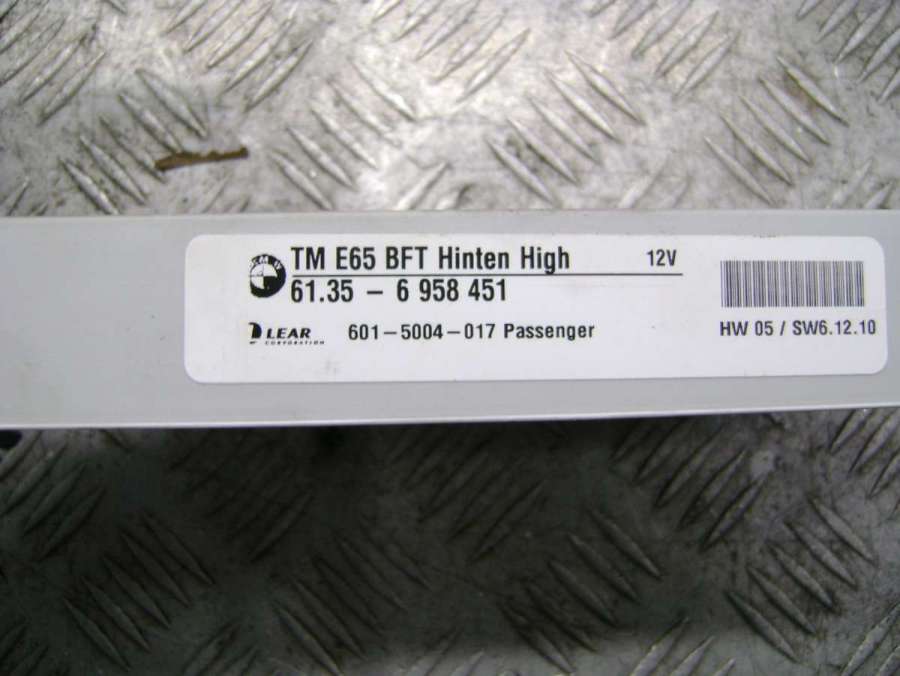 TM E65 BFT Hinten High 12V
61.35 – 6 958 451
LEAR
CORPORATION
601–5004–017 Passenger
HW 05 / SW6.12.10